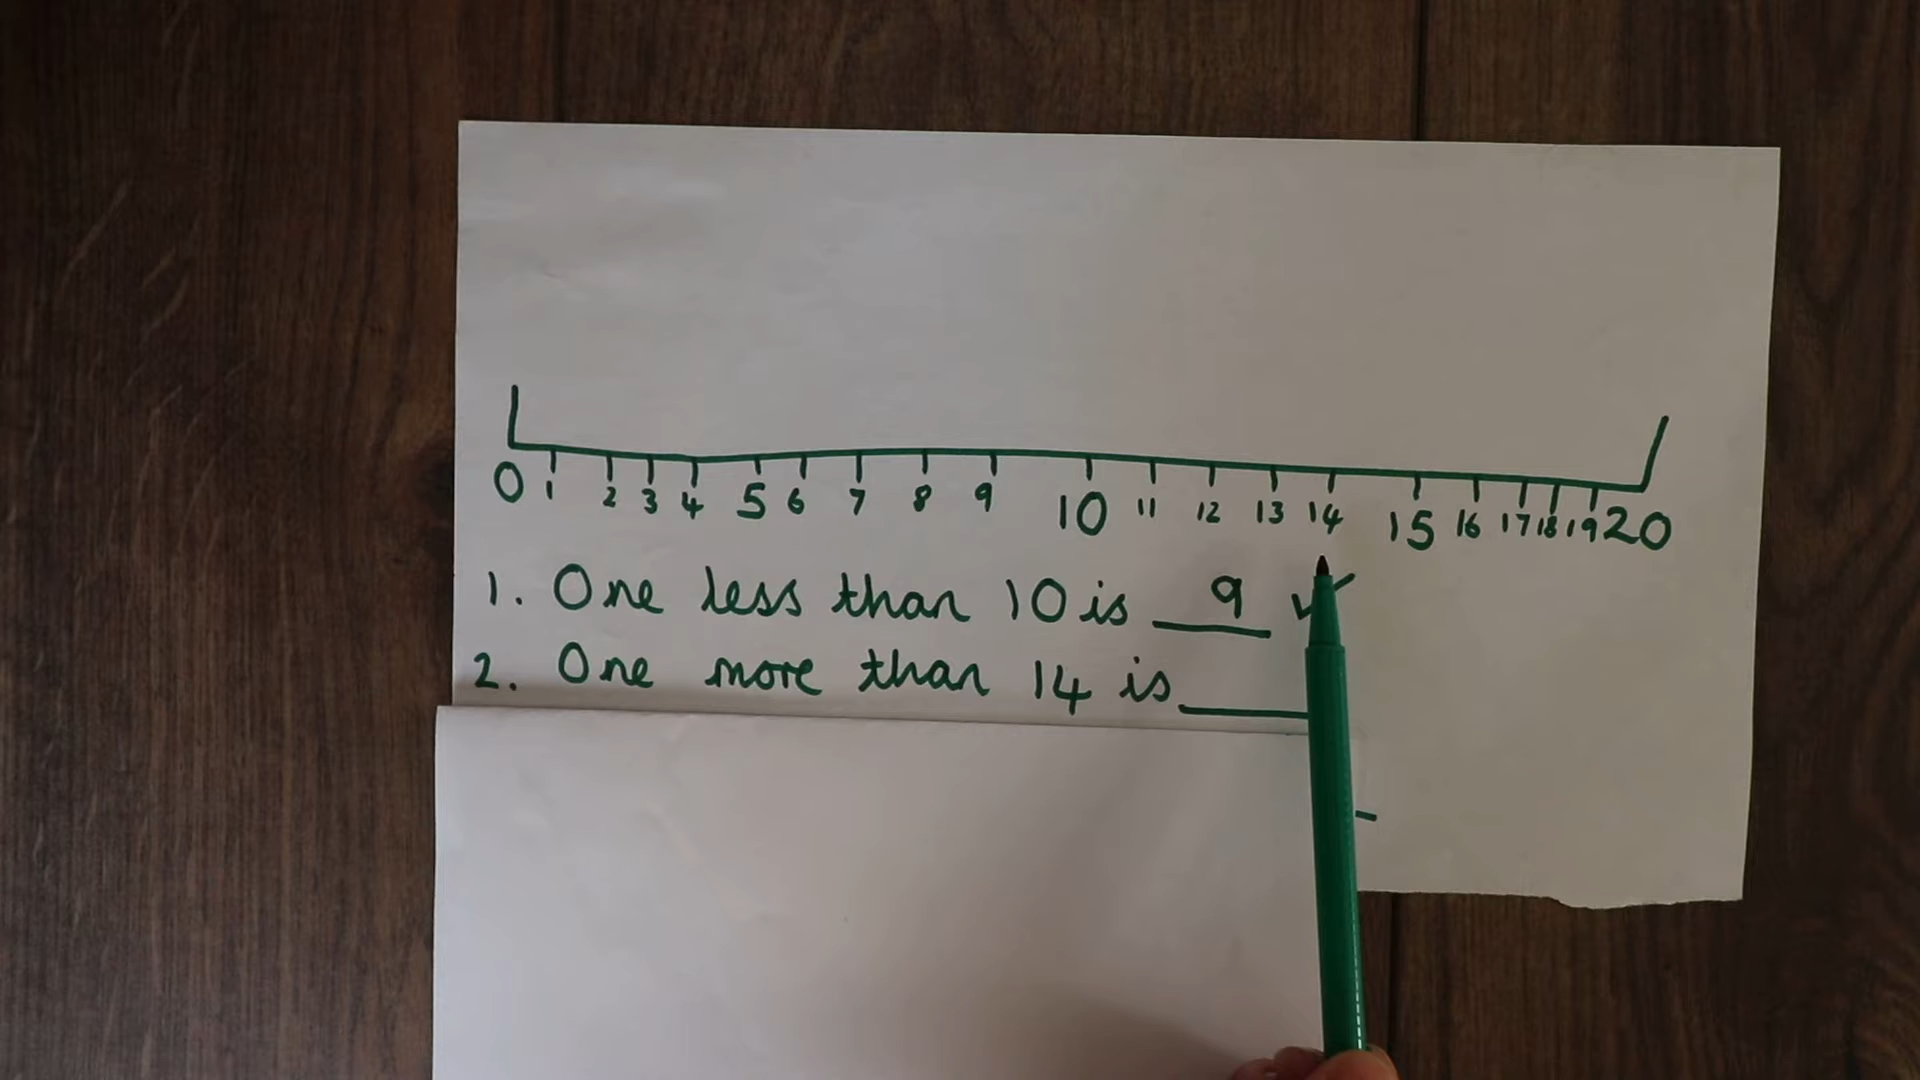 0 1 2 3 4 5 6 7 8 9 10 11 12 13 14 15 16 17 18 19 20
1. One less than 10 is 9 ✓
2. One more than 14 is ____